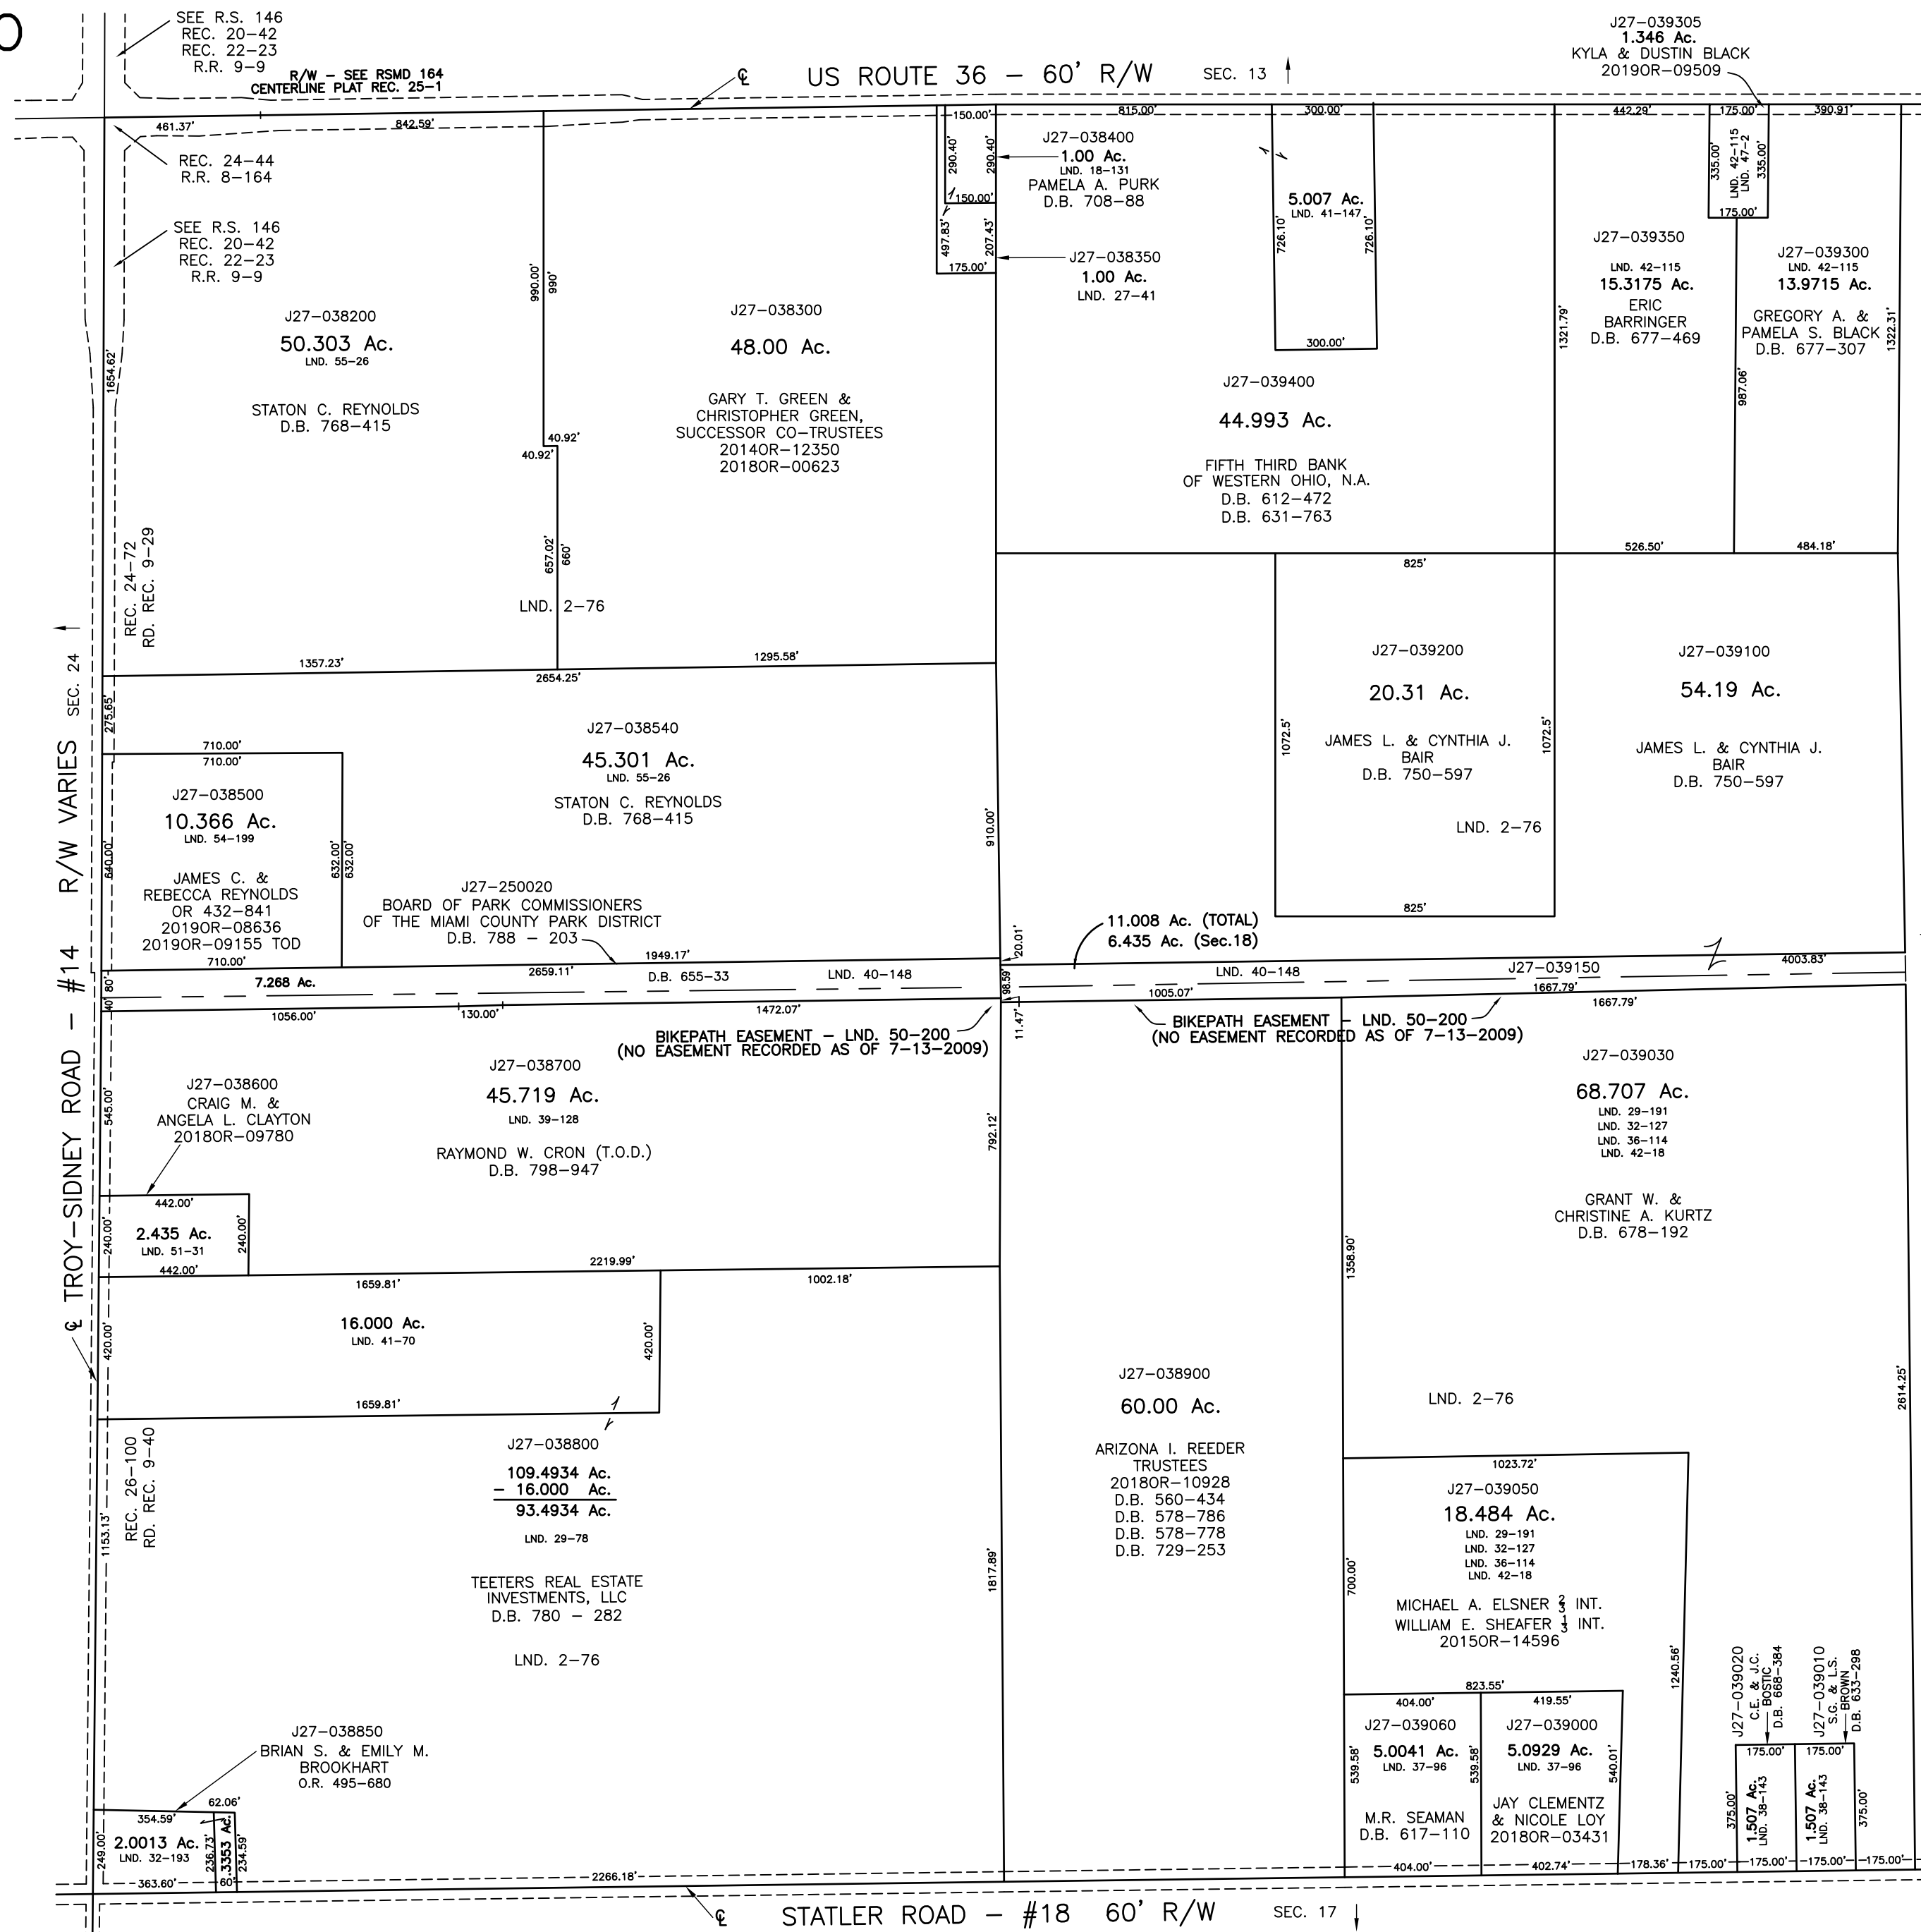 SEE R.S. 146
REC. 20-42
REC. 22-23
R.R. 9-9
R/W - SEE RSMD 164
CENTERLINE PLAT REC. 25-1
℄
US ROUTE 36 - 60' R/W
SEC. 13
J27-039305
1.346 Ac.
KYLA & DUSTIN BLACK
2019OR-09509
461.37'
842.59'
150.00'
815.00'
300.00'
442.29'
175.00'
390.91'
REC. 24-44
R.R. 8-164
SEE R.S. 146
REC. 20-42
REC. 22-23
R.R. 9-9
1654.62'
J27-038200
50.303 Ac.
LND. 55-26
STATON C. REYNOLDS
D.B. 768-415
990.00'
990'
40.92'
40.92'
657.02'
660'
LND. 2-76
REC. 24-72
RD. REC. 9-29
J27-038300
48.00 Ac.
GARY T. GREEN &
CHRISTOPHER GREEN,
SUCCESSOR CO-TRUSTEES
2014OR-12350
2018OR-00623
290.40'
290.40'
150.00'
497.83'
207.43'
175.00'
J27-038400
1.00 Ac.
LND. 18-131
PAMELA A. PURK
D.B. 708-88
J27-038350
1.00 Ac.
LND. 27-41
5.007 Ac.
LND. 41-147
726.10'
726.10'
300.00'
J27-039400
44.993 Ac.
FIFTH THIRD BANK
OF WESTERN OHIO, N.A.
D.B. 612-472
D.B. 631-763
1321.79'
335.00'
LND. 42-115
LND. 47-2
335.00'
175.00'
J27-039350
LND. 42-115
15.3175 Ac.
ERIC
BARRINGER
D.B. 677-469
987.06'
J27-039300
LND. 42-115
13.9715 Ac.
GREGORY A. &
PAMELA S. BLACK
D.B. 677-307
1322.31'
825'
526.50'
484.18'
1357.23'
1295.58'
2654.25'
SEC. 24
275.65'
710.00'
710.00'
J27-038500
10.366 Ac.
LND. 54-199
JAMES C. &
REBECCA REYNOLDS
OR 432-841
2019OR-08636
2019OR-09155 TOD
710.00'
640.00'
632.00'
632.00'
J27-038540
45.301 Ac.
LND. 55-26
STATON C. REYNOLDS
D.B. 768-415
910.00'
J27-250020
BOARD OF PARK COMMISSIONERS
OF THE MIAMI COUNTY PARK DISTRICT
D.B. 788 - 203
1949.17'
J27-039200
20.31 Ac.
JAMES L. & CYNTHIA J.
BAIR
D.B. 750-597
1072.5'
1072.5'
825'
LND. 2-76
J27-039100
54.19 Ac.
JAMES L. & CYNTHIA J.
BAIR
D.B. 750-597
℄ TROY-SIDNEY ROAD - #14 R/W VARIES
40' 80'
7.268 Ac.
2659.11'
D.B. 655-33
LND. 40-148
20.01'
98.59'
11.008 Ac. (TOTAL)
6.435 Ac. (Sec.18)
LND. 40-148
J27-039150
4003.83'
1056.00'
130.00'
1472.07'
11.47'
1005.07'
1667.79'
1667.79'
BIKEPATH EASEMENT - LND. 50-200
(NO EASEMENT RECORDED AS OF 7-13-2009)
BIKEPATH EASEMENT - LND. 50-200
(NO EASEMENT RECORDED AS OF 7-13-2009)
545.00'
J27-038600
CRAIG M. &
ANGELA L. CLAYTON
2018OR-09780
442.00'
2.435 Ac.
LND. 51-31
442.00'
240.00'
240.00'
J27-038700
45.719 Ac.
LND. 39-128
RAYMOND W. CRON (T.O.D.)
D.B. 798-947
792.12'
2219.99'
1659.81'
1002.18'
16.000 Ac.
LND. 41-70
420.00'
420.00'
1659.81'
REC. 26-100
RD. REC. 9-40
1153.13'
J27-038800
109.4934 Ac.
- 16.000 Ac.
93.4934 Ac.
LND. 29-78
TEETERS REAL ESTATE
INVESTMENTS, LLC
D.B. 780 - 282
LND. 2-76
1817.89'
J27-038850
BRIAN S. & EMILY M.
BROOKHART
O.R. 495-680
354.59'
62.06'
2.0013 Ac.
LND. 32-193
249.00'
236.73'
.3353 Ac.
234.59'
363.60'
60'
2266.18'
J27-038900
60.00 Ac.
ARIZONA I. REEDER
TRUSTEES
2018OR-10928
D.B. 560-434
D.B. 578-786
D.B. 578-778
D.B. 729-253
1358.90'
J27-039030
68.707 Ac.
LND. 29-191
LND. 32-127
LND. 36-114
LND. 42-18
GRANT W. &
CHRISTINE A. KURTZ
D.B. 678-192
LND. 2-76
2614.25'
1023.72'
J27-039050
18.484 Ac.
LND. 29-191
LND. 32-127
LND. 36-114
LND. 42-18
MICHAEL A. ELSNER 2/3 INT.
WILLIAM E. SHEAFER 1/3 INT.
2015OR-14596
700.00'
1240.56'
823.55'
404.00'
419.55'
J27-039060
5.0041 Ac.
LND. 37-96
M.R. SEAMAN
D.B. 617-110
539.58'
539.58'
J27-039000
5.0929 Ac.
LND. 37-96
JAY CLEMENTZ
& NICOLE LOY
2018OR-03431
540.01'
J27-039020
C.E. & J.C.
BOSTIC
D.B. 668-384
J27-039010
S.G. & L.S.
BROWN
D.B. 633-298
175.00'
175.00'
375.00'
1.507 Ac.
LND. 38-143
1.507 Ac.
LND. 38-143
375.00'
404.00'
402.74'
178.36'
175.00'
175.00'
175.00'
175.00'
℄
STATLER ROAD - #18 60' R/W
SEC. 17